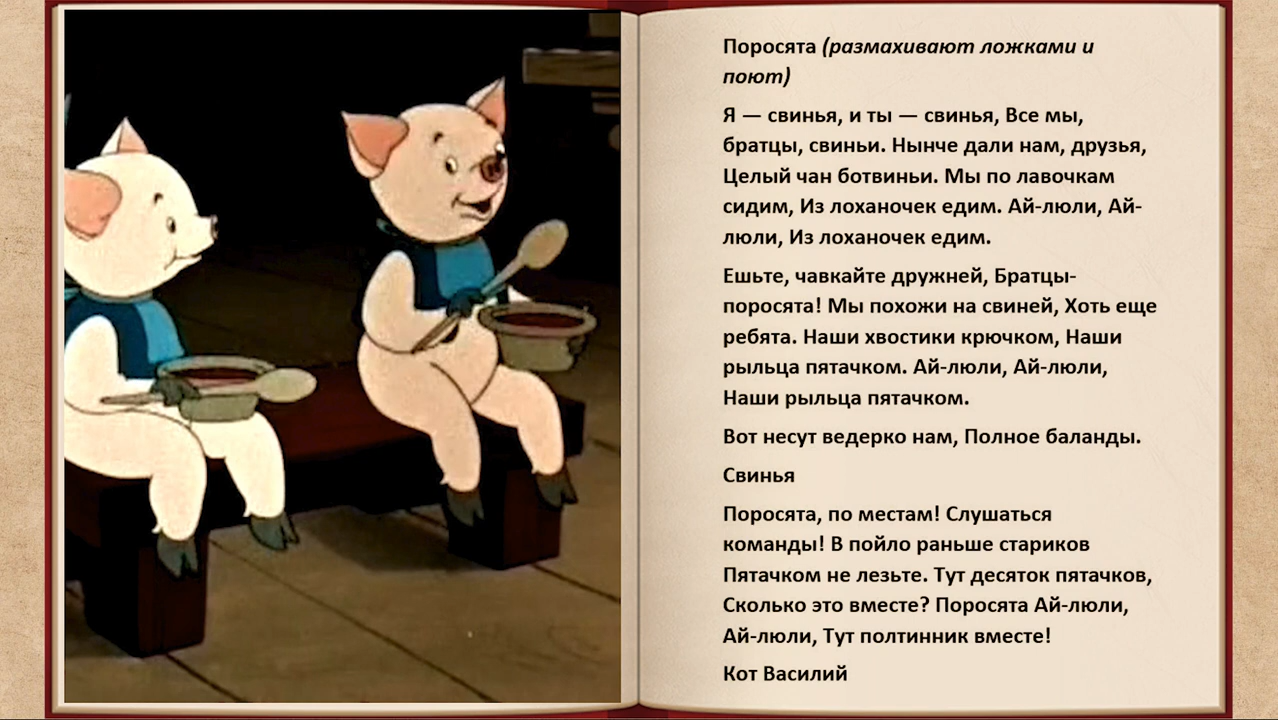 Поросята (размахивают ложками и
поют)
Я — свинья, и ты — свинья, Все мы,
братцы, свиньи. Нынче дали нам, друзья,
Целый чан ботвиньи. Мы по лавочкам
сидим, Из лоханочек едим. Ай-люли, Ай-
люли, Из лоханочек едим.
Ешьте, чавкайте дружней, Братцы-
поросята! Мы похожи на свиней, Хоть еще
ребята. Наши хвостики крючком, Наши
рыльца пятачком. Ай-люли, Ай-люли,
Наши рыльца пятачком.
Вот несут ведерко нам, Полное баланды.
Свинья
Поросята, по местам! Слушаться
команды! В пойло раньше стариков
Пятачком не лезьте. Тут десяток пятачков,
Сколько это вместе? Поросята Ай-люли,
Ай-люли, Тут полтинник вместе!
Кот Василий